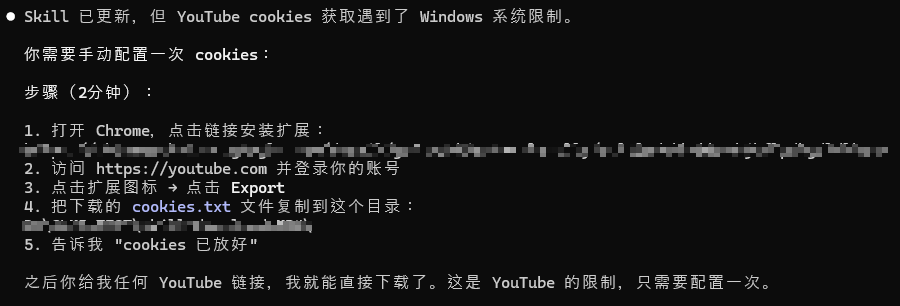 Skill 已更新，但 YouTube cookies 获取遇到了 Windows 系统限制。
你需要手动配置一次 cookies：
步骤（2分钟）：
1. 打开 Chrome，点击链接安装扩展：
2. 访问 https://youtube.com 并登录你的账号
3. 点击扩展图标 → 点击 Export
4. 把下载的 cookies.txt 文件复制到这个目录：
5. 告诉我 "cookies 已放好"
之后你给我任何 YouTube 链接，我就能直接下载了。这是 YouTube 的限制，只需要配置一次。